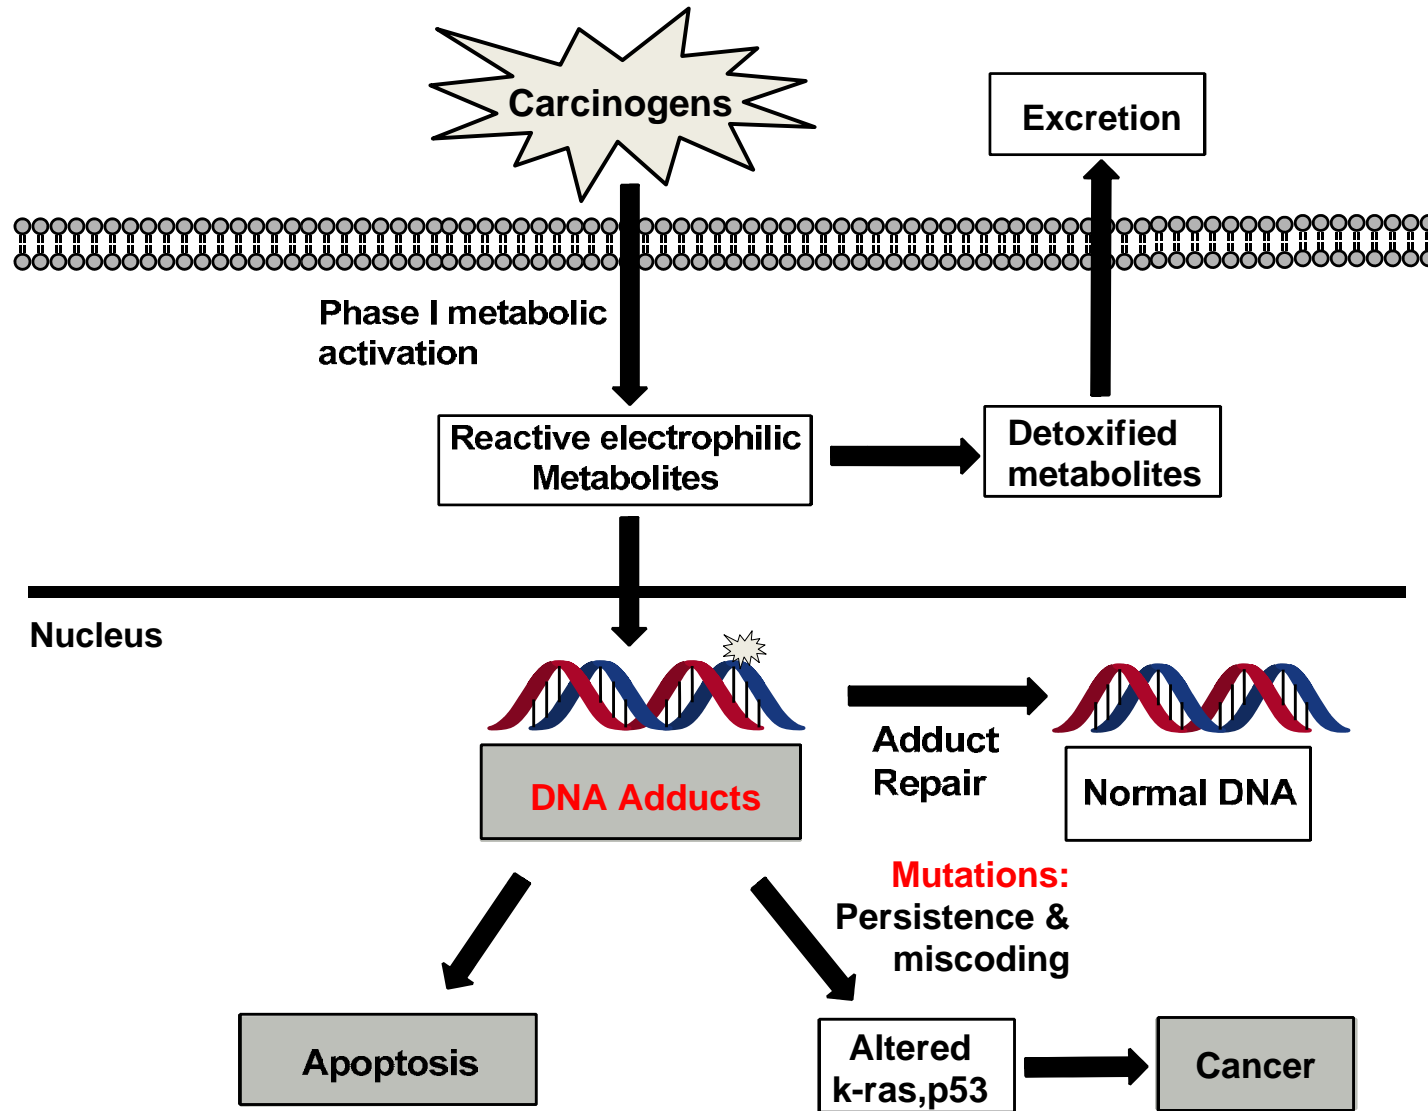 Carcinogens
Excretion
Phase I metabolic
activation
Reactive electrophilic
Metabolites
Detoxified
metabolites
Nucleus
Adduct
Repair
DNA Adducts
Normal DNA
Mutations:
Persistence &
miscoding
Apoptosis
Altered
k-ras,p53
Cancer